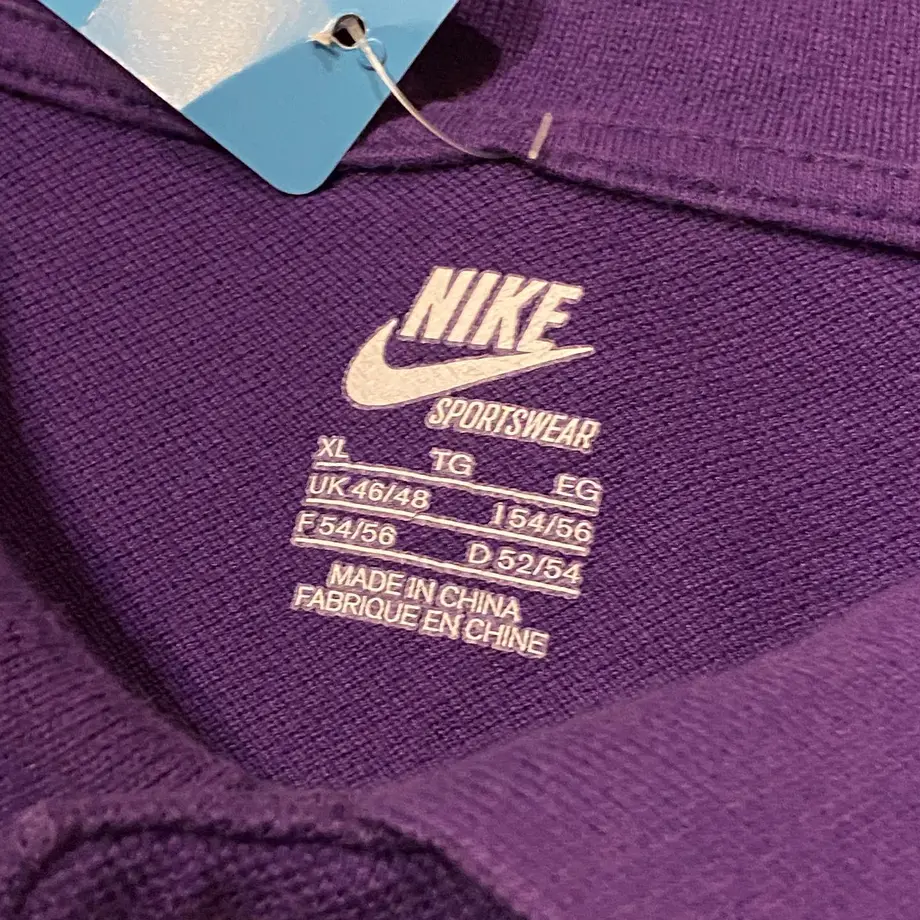 NIKE
SPORTSWEAR
XL TG EG
UK 46/48 I 54/56
F 54/56 D 52/54
MADE IN CHINA
FABRIQUE EN CHINE